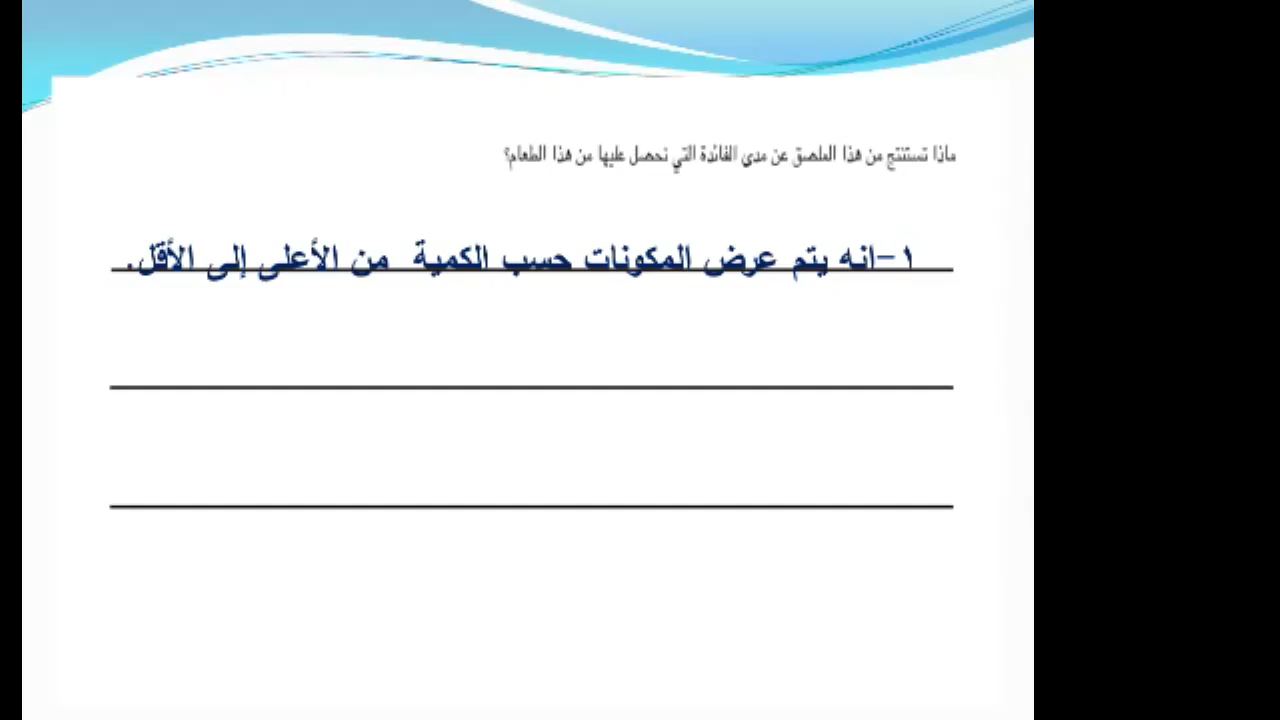 ماذا تستنتج من هذا الملصق عن مدى الفائدة التي نحصل عليها من هذا الطعام؟
١-انه يتم عرض المكونات حسب الكمية من الأعلى إلى الأقل.